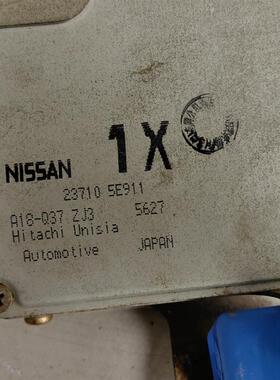 NISSAN 1X
23710 5E911
A18-Q37 ZJ3 5627
Hitachi Unisia
Automotive JAPAN